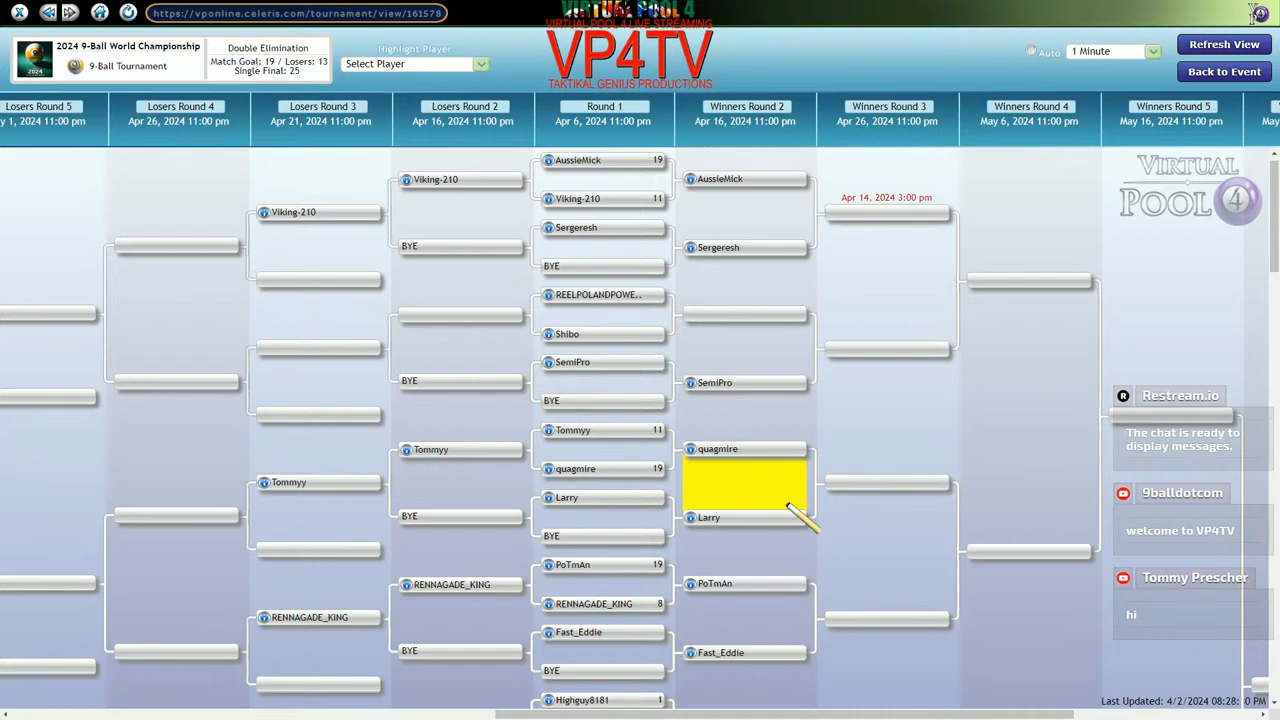 https://vponline.celeris.com/tournament/view/161578
VIRTUAL POOL 4
VIRTUAL POOL 4 LIVE STREAMING
VP4TV
TAKTIKAL GENIUS PRODUCTIONS
2024 9-Ball World Championship
9-Ball Tournament
2024
Double Elimination
Match Goal: 19 / Losers: 13
Single Final: 25
Highlight Player
Select Player
Auto
1 Minute
Refresh View
Back to Event
Losers Round 5
y 1, 2024 11:00 pm
Losers Round 4
Apr 26, 2024 11:00 pm
Losers Round 3
Apr 21, 2024 11:00 pm
Losers Round 2
Apr 16, 2024 11:00 pm
Round 1
Apr 6, 2024 11:00 pm
Winners Round 2
Apr 16, 2024 11:00 pm
Winners Round 3
Apr 26, 2024 11:00 pm
Winners Round 4
May 6, 2024 11:00 pm
Winners Round 5
May 16, 2024 11:00 pm
W
May
Viking-210
Tommyy
RENNAGADE_KING
Viking-210
BYE
BYE
Tommyy
BYE
RENNAGADE_KING
BYE
AussieMick 19
Viking-210 11
Sergeresh
BYE
REELPOLANDPOWE..
Shibo
SemiPro
BYE
Tommyy 11
quagmire 19
Larry
BYE
PoTmAn 19
RENNAGADE_KING 8
Fast_Eddie
BYE
Highguy8181 1
AussieMick
Sergeresh
SemiPro
quagmire
Larry
PoTmAn
Fast_Eddie
Apr 14, 2024 3:00 pm
VIRTUAL
POOL 4
Restream.io
The chat is ready to
display messages.
9balldotcom
welcome to VP4TV
Tommy Prescher
hi
Last Updated: 4/2/2024 08:28: 0 PM